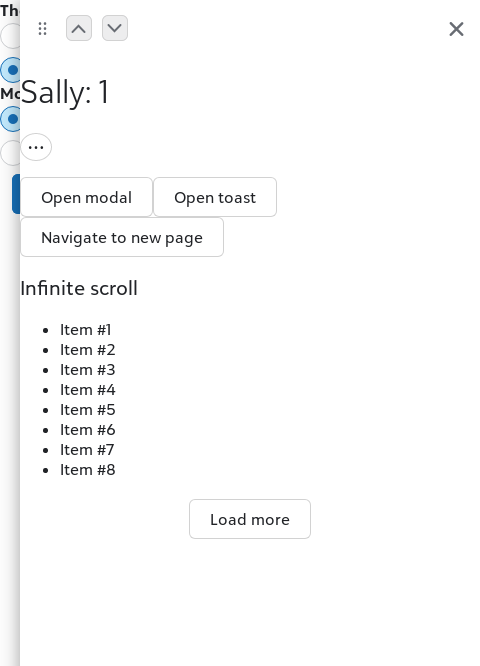 Th
Mo
Sally: 1
Open modal
Open toast
Navigate to new page
Infinite scroll
Item #1
Item #2
Item #3
Item #4
Item #5
Item #6
Item #7
Item #8
Load more